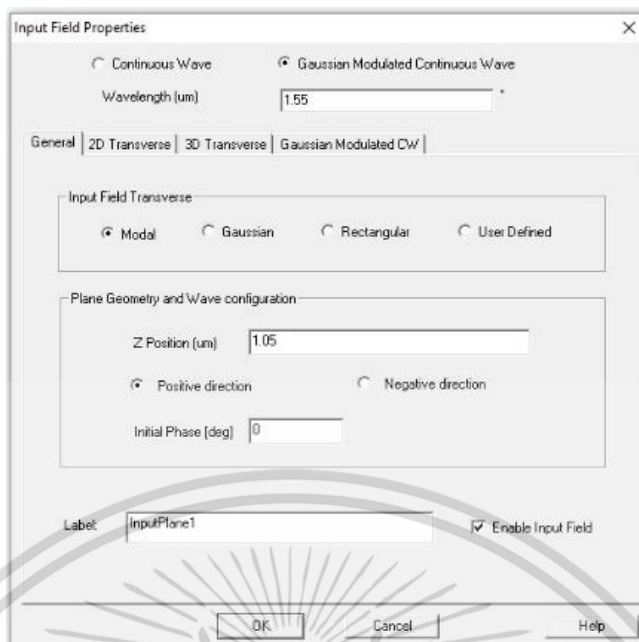 Input Field Properties
Continuous Wave Gaussian Modulated Continuous Wave
Wavelength (um) 1.55 *
General 2D Transverse 3D Transverse Gaussian Modulated CW
Input Field Transverse
Modal Gaussian Rectangular User Defined
Plane Geometry and Wave configuration
Z Position (um) 1.05
Positive direction Negative direction
Initial Phase [deg] 0
Label: InputPlane1 Enable Input Field
OK Cancel Help